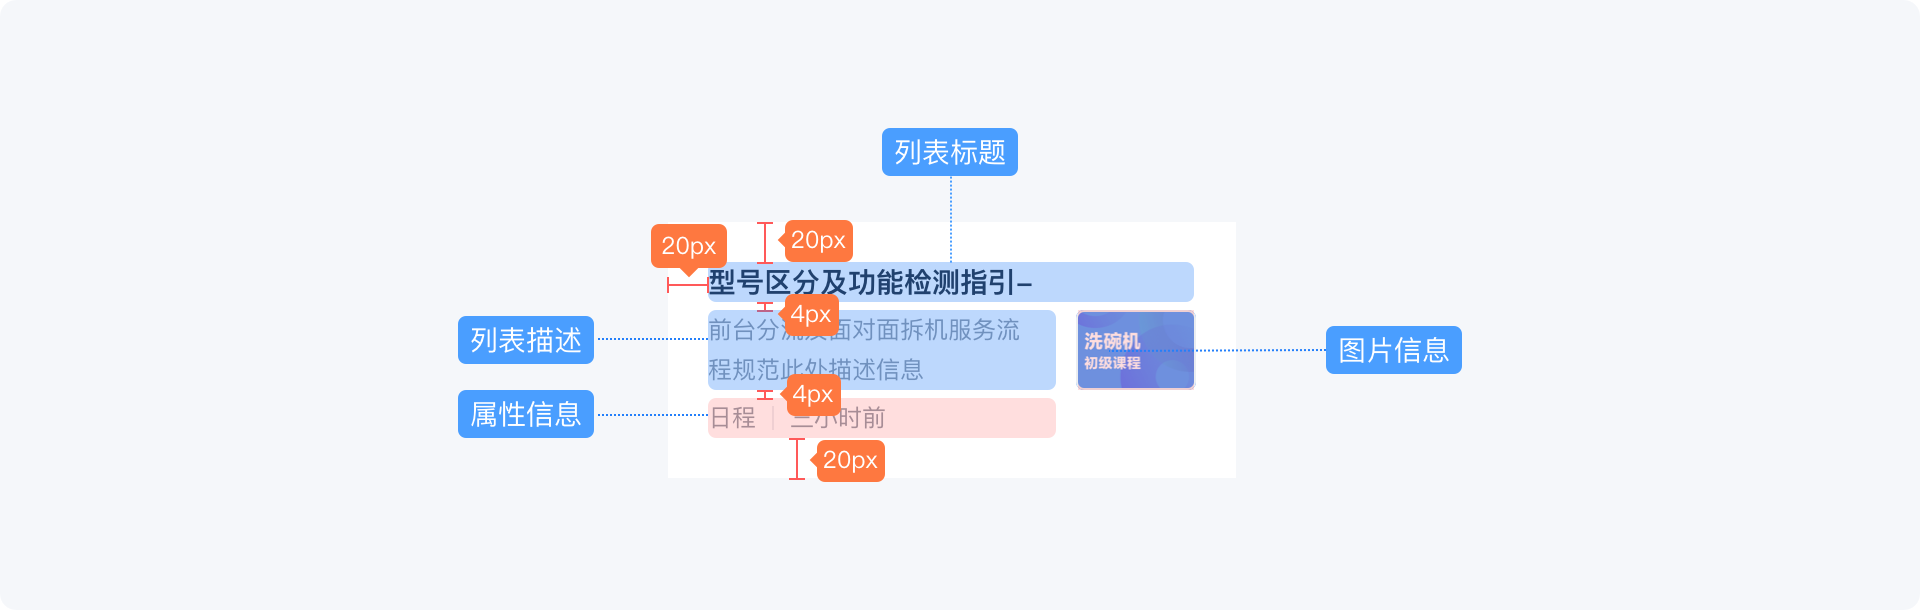 列表标题
20px
20px
型号区分及功能检测指引-
4px
列表描述
前台分流及面对面拆机服务流
程规范此处描述信息
洗碗机
初级课程
图片信息
4px
属性信息
日程 | 三小时前
20px